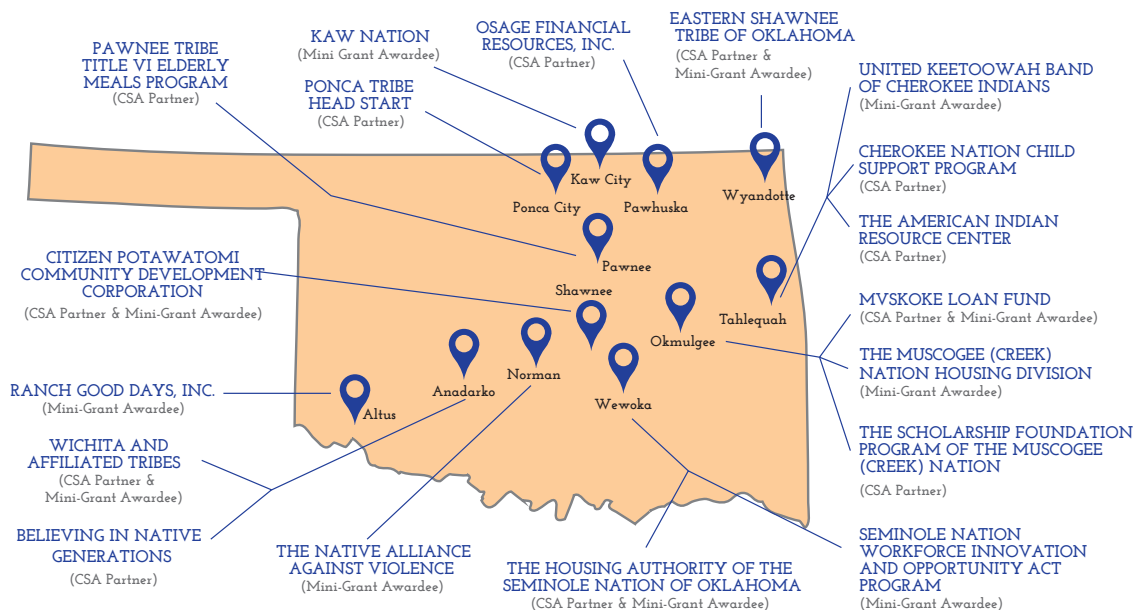 PAWNEE TRIBE
TITLE VI ELDERLY
MEALS PROGRAM
(CSA Partner)
KAW NATION
(Mini Grant Awardee)
PONCA TRIBE
HEAD START
(CSA Partner)
OSAGE FINANCIAL
RESOURCES, INC.
(CSA Partner)
EASTERN SHAWNEE
TRIBE OF OKLAHOMA
(CSA Partner &
Mini-Grant Awardee)
UNITED KEETOOWAH BAND
OF CHEROKEE INDIANS
(Mini-Grant Awardee)
CHEROKEE NATION CHILD
SUPPORT PROGRAM
(CSA Partner)
THE AMERICAN INDIAN
RESOURCE CENTER
(CSA Partner)
Kaw City
Ponca City
Pawhuska
Wyandotte
Pawnee
Shawnee
Tahlequah
Okmulgee
Norman
Anadarko
Wewoka
Altus
CITIZEN POTAWATOMI
COMMUNITY DEVELOPMENT
CORPORATION
(CSA Partner & Mini-Grant Awardee)
MVSKOKE LOAN FUND
(CSA Partner & Mini-Grant Awardee)
THE MUSCOGEE (CREEK)
NATION HOUSING DIVISION
(Mini-Grant Awardee)
RANCH GOOD DAYS, INC.
(Mini-Grant Awardee)
WICHITA AND
AFFILIATED TRIBES
(CSA Partner &
Mini-Grant Awardee)
THE SCHOLARSHIP FOUNDATION
PROGRAM OF THE MUSCOGEE
(CREEK) NATION
(CSA Partner)
BELIEVING IN NATIVE
GENERATIONS
(CSA Partner)
THE NATIVE ALLIANCE
AGAINST VIOLENCE
(Mini-Grant Awardee)
THE HOUSING AUTHORITY OF THE
SEMINOLE NATION OF OKLAHOMA
(CSA Partner & Mini-Grant Awardee)
SEMINOLE NATION
WORKFORCE INNOVATION
AND OPPORTUNITY ACT
PROGRAM
(Mini-Grant Awardee)